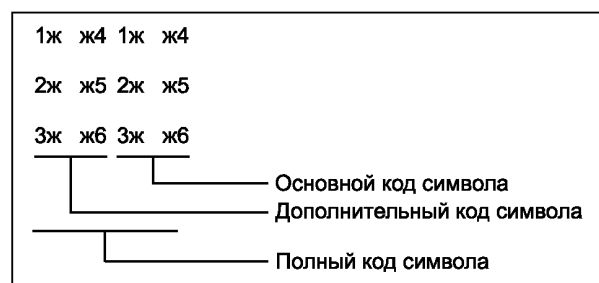 1ж ж4 1ж ж4
2ж ж5 2ж ж5
3ж ж6 3ж ж6
Основной код символа
Дополнительный код символа
Полный код символа